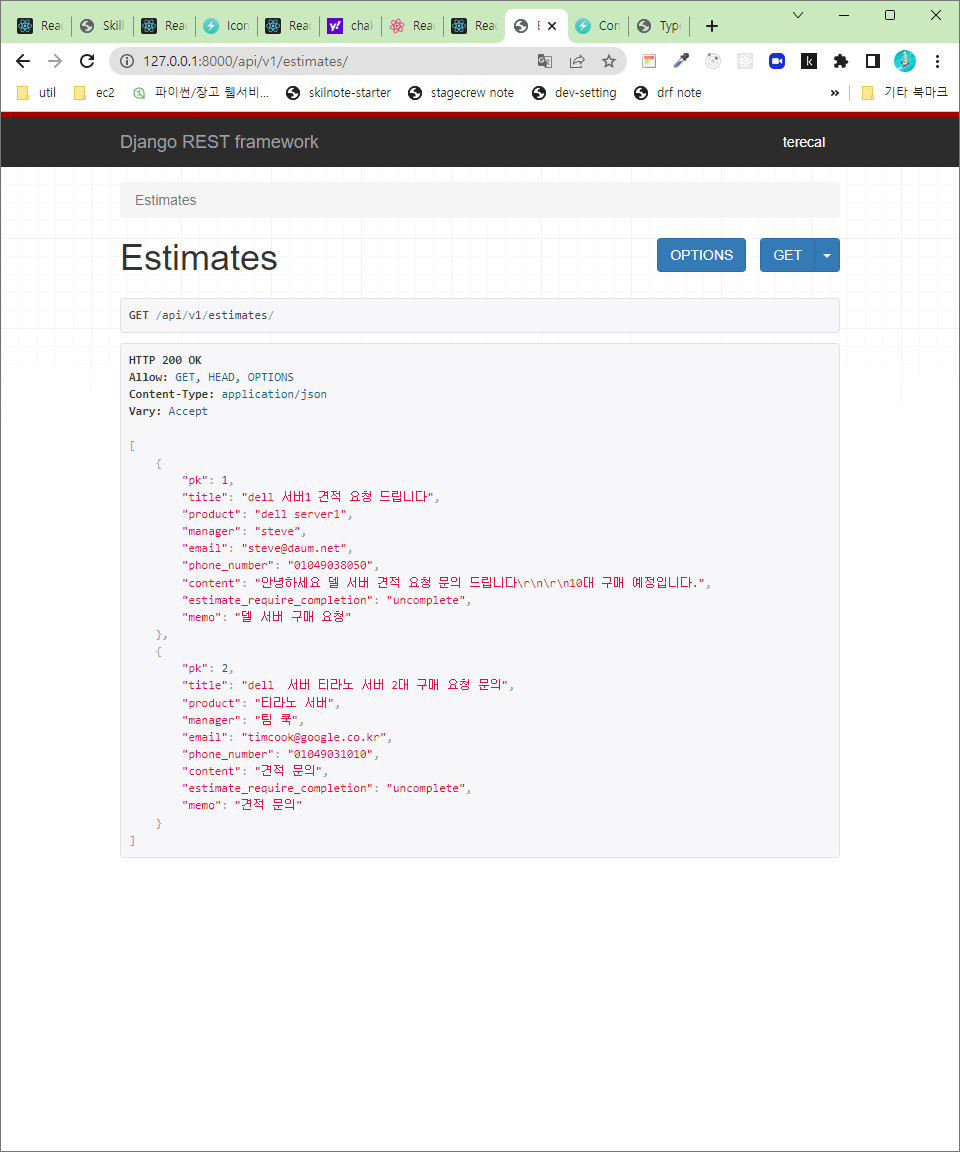 Reac
Skill
Reac
Icon
Reac
chak
Reac
Reac
E
Con
Type
127.0.0.1:8000/api/v1/estimates/
util
ec2
파이썬/장고 웹서비...
skilnote-starter
stagecrew note
dev-setting
drf note
»
기타 북마크
Django REST framework
terecal
Estimates
Estimates
OPTIONS
GET
GET /api/v1/estimates/
HTTP 200 OK
Allow: GET, HEAD, OPTIONS
Content-Type: application/json
Vary: Accept
[
{
"pk": 1,
"title": "dell 서버1 견적 요청 드립니다",
"product": "dell server1",
"manager": "steve",
"email": "steve@daum.net",
"phone_number": "01049038050",
"content": "안녕하세요 델 서버 견적 요청 문의 드립니다\r\n\r\n10대 구매 예정입니다.",
"estimate_require_completion": "uncomplete",
"memo": "델 서버 구매 요청"
},
{
"pk": 2,
"title": "dell  서버 티라노 서버 2대 구매 요청 문의",
"product": "티라노 서버",
"manager": "팀 쿡",
"email": "timcook@google.co.kr",
"phone_number": "01049031010",
"content": "견적 문의",
"estimate_require_completion": "uncomplete",
"memo": "견적 문의"
}
]